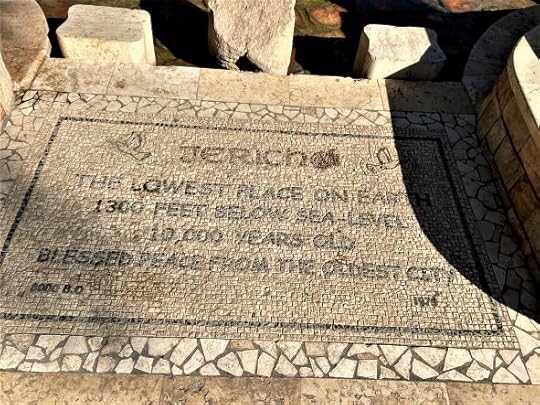 JERICHO
THE LOWEST PLACE ON EARTH
1300 FEET BELOW SEA-LEVEL
10,000 YEARS OLD
BLESSED PEACE FROM THE OLDEST CITY
8000 B.C